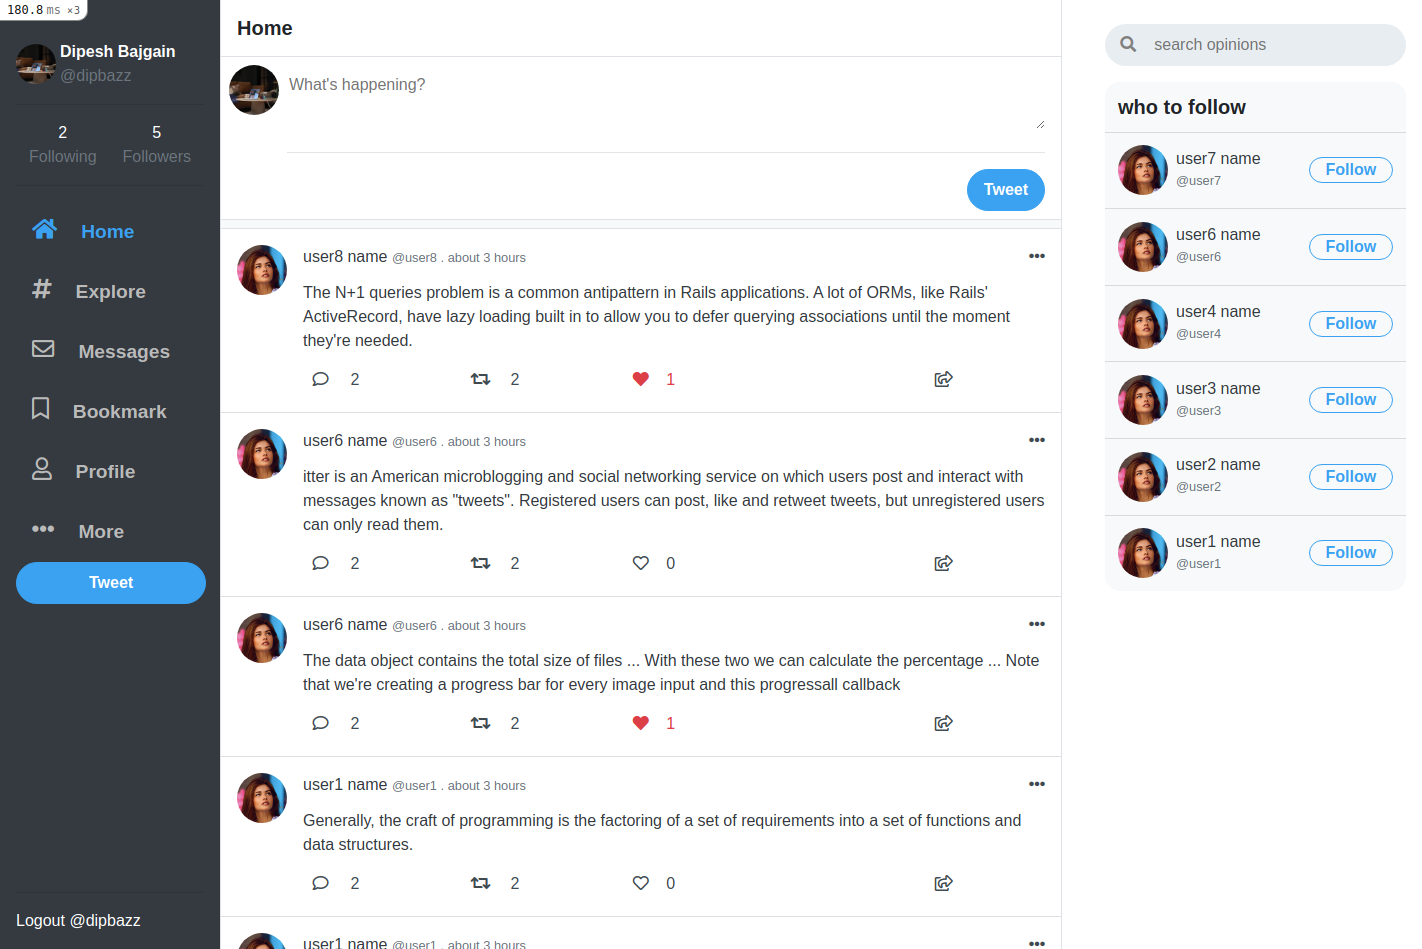 180.8 ms ×3
Dipesh Bajgain
@dipbazz
2 5
Following Followers
Home
Explore
Messages
Bookmark
Profile
More
Tweet
Logout @dipbazz
Home
What's happening?
Tweet
user8 name @user8 . about 3 hours
The N+1 queries problem is a common antipattern in Rails applications. A lot of ORMs, like Rails'
ActiveRecord, have lazy loading built in to allow you to defer querying associations until the moment
they're needed.
2 2 1
user6 name @user6 . about 3 hours
itter is an American microblogging and social networking service on which users post and interact with
messages known as "tweets". Registered users can post, like and retweet tweets, but unregistered users
can only read them.
2 2 0
user6 name @user6 . about 3 hours
The data object contains the total size of files ... With these two we can calculate the percentage ... Note
that we're creating a progress bar for every image input and this progressall callback
2 2 1
user1 name @user1 . about 3 hours
Generally, the craft of programming is the factoring of a set of requirements into a set of functions and
data structures.
2 2 0
user1 name @user1 . about 3 hours
search opinions
who to follow
user7 name
@user7
Follow
user6 name
@user6
Follow
user4 name
@user4
Follow
user3 name
@user3
Follow
user2 name
@user2
Follow
user1 name
@user1
Follow